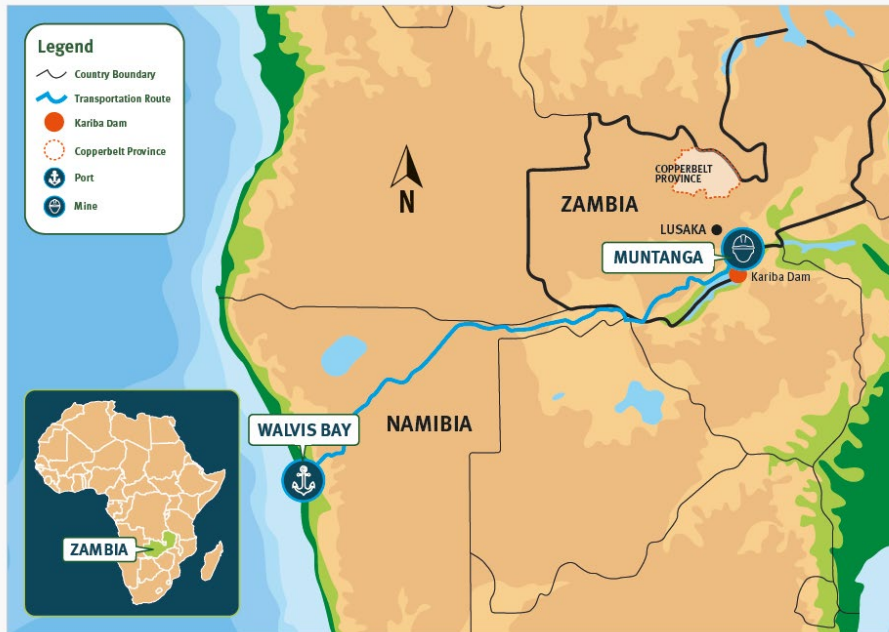 Legend
Country Boundary
Transportation Route
Kariba Dam
Copperbelt Province
Port
Mine
N
COPPERBELT
PROVINCE
ZAMBIA
LUSAKA
MUNTANGA
Kariba Dam
NAMIBIA
WALVIS BAY
ZAMBIA